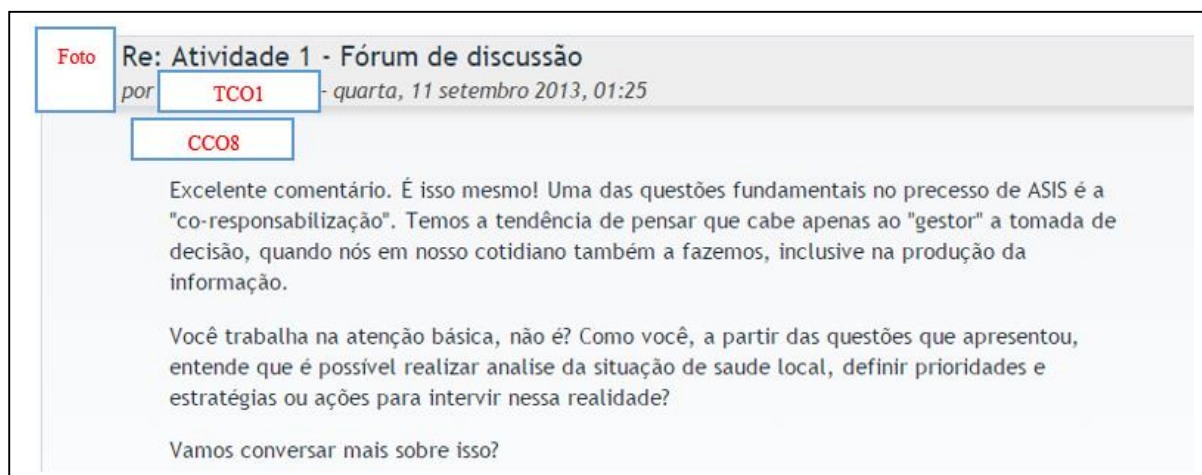 Foto
Re: Atividade 1 - Fórum de discussão
por TCO1 - quarta, 11 setembro 2013, 01:25
CCO8
Excelente comentário. É isso mesmo! Uma das questões fundamentais no precesso de ASIS é a
"co-responsabilização". Temos a tendência de pensar que cabe apenas ao "gestor" a tomada de
decisão, quando nós em nosso cotidiano também a fazemos, inclusive na produção da
informação.
Você trabalha na atenção básica, não é? Como você, a partir das questões que apresentou,
entende que é possível realizar analise da situação de saude local, definir prioridades e
estratégias ou ações para intervir nessa realidade?
Vamos conversar mais sobre isso?